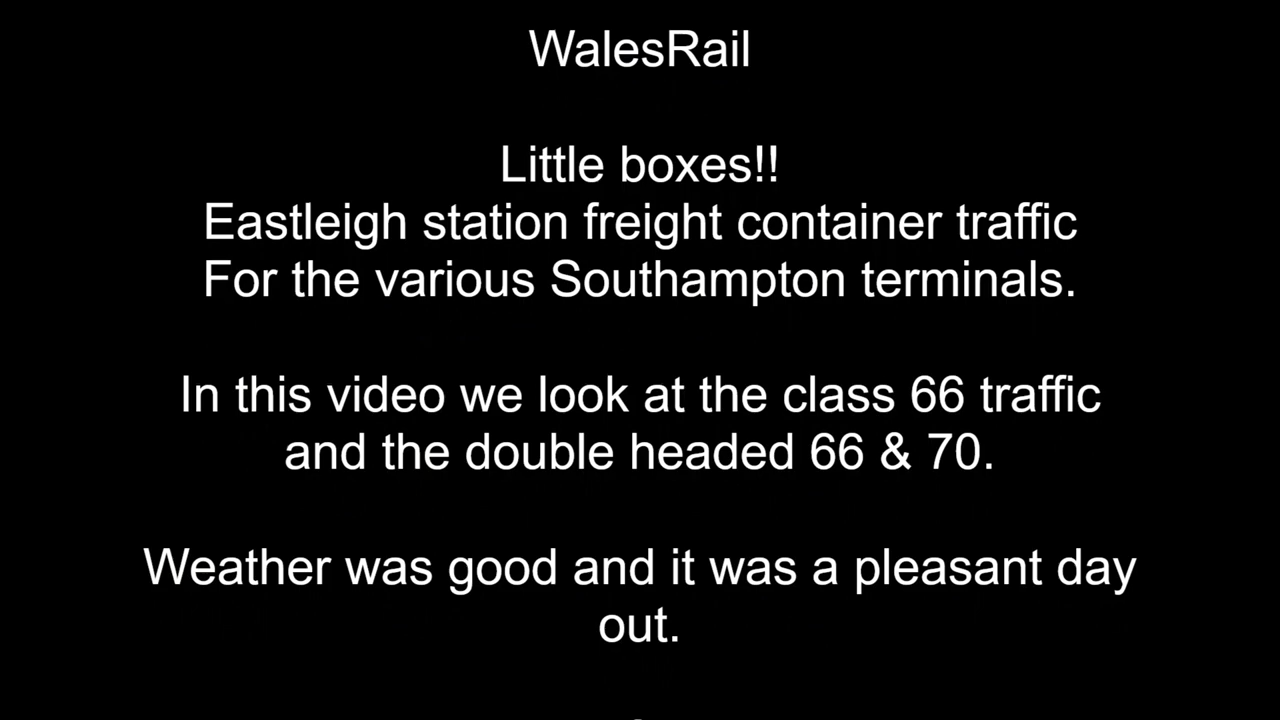 WalesRail
Little boxes!!
Eastleigh station freight container traffic
For the various Southampton terminals.
In this video we look at the class 66 traffic
and the double headed 66 & 70.
Weather was good and it was a pleasant day
out.